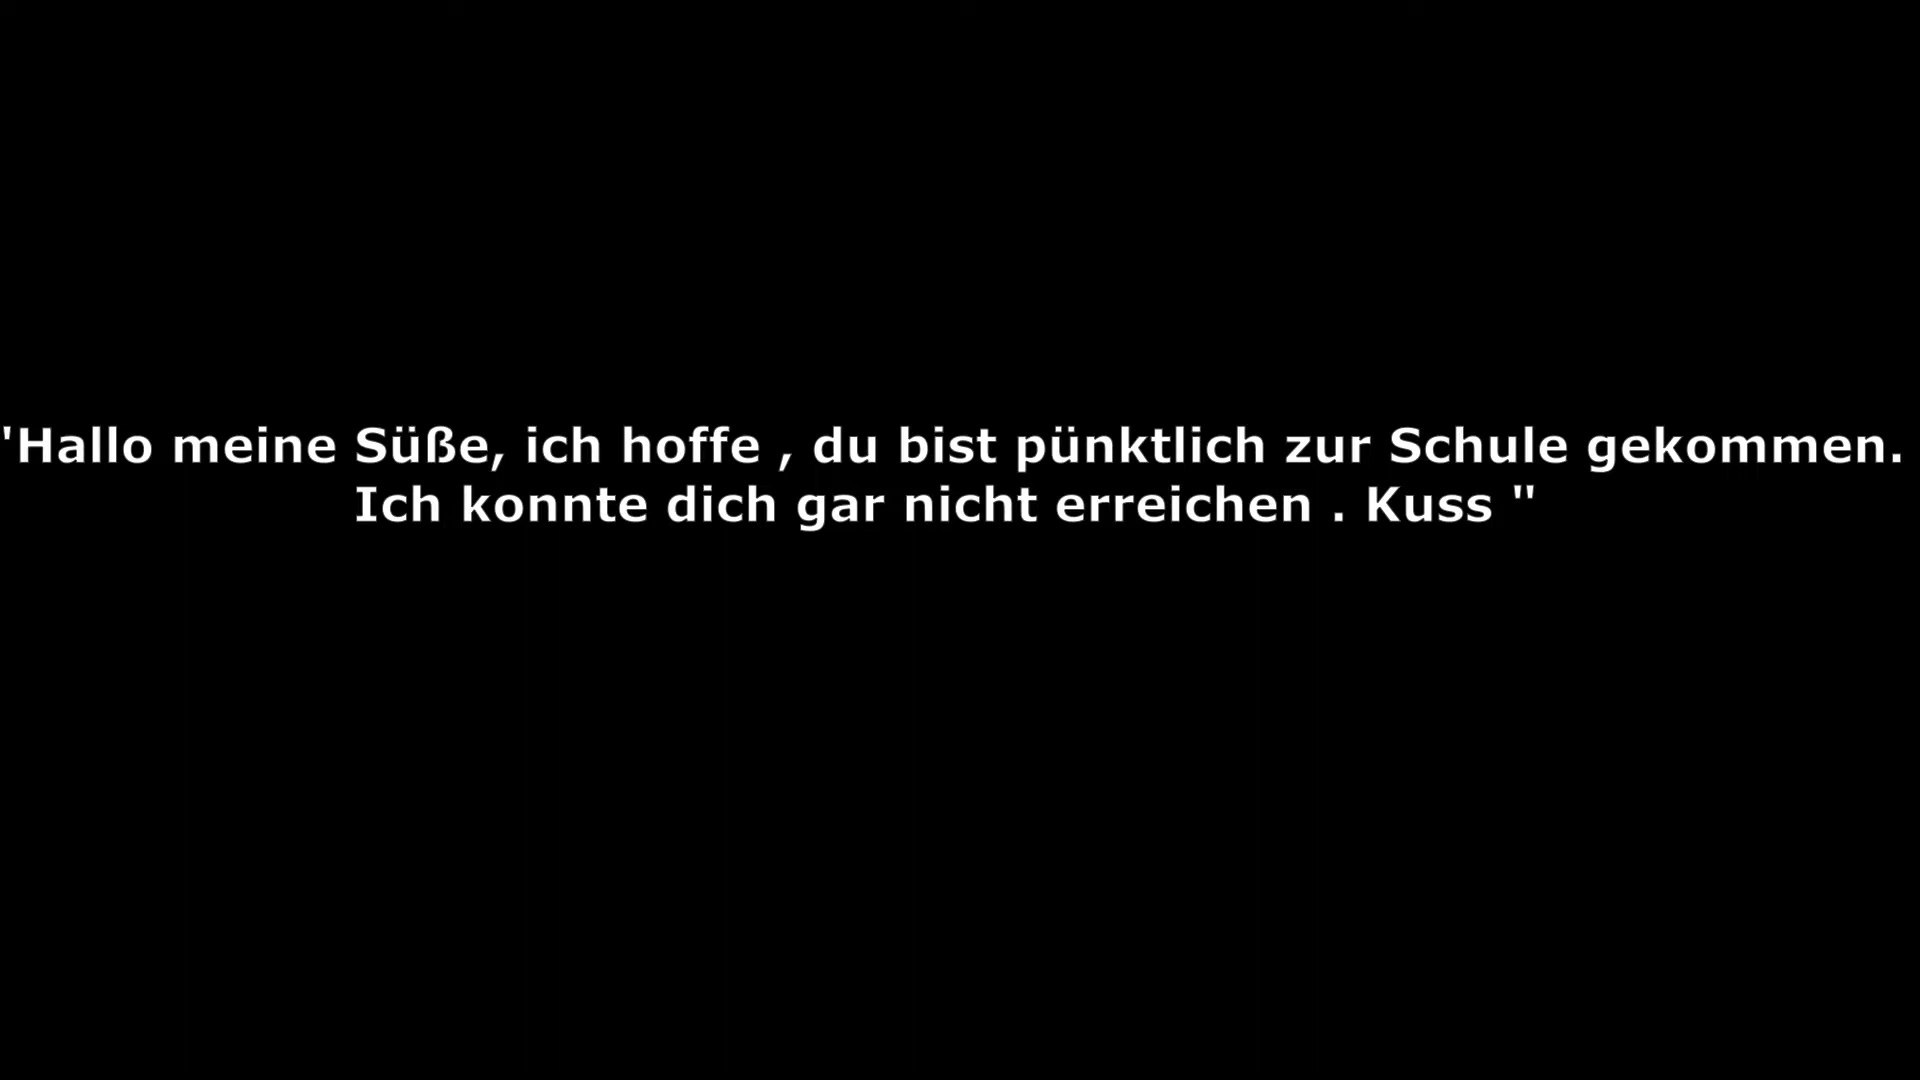 'Hallo meine Süße, ich hoffe , du bist pünktlich zur Schule gekommen.
Ich konnte dich gar nicht erreichen . Kuss "